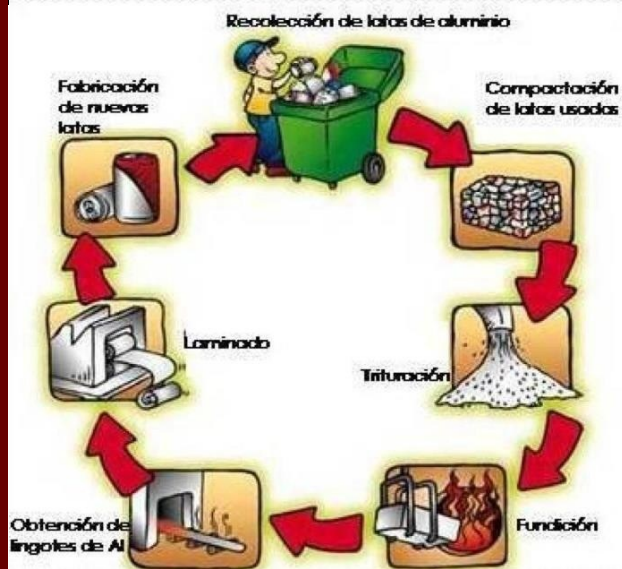 Recolección de latas de aluminio
Fabricación
de nuevas
latas
Compactación
de latas usadas
Laminado
Trituración
Obtención de
lingotes de Al
Fundición